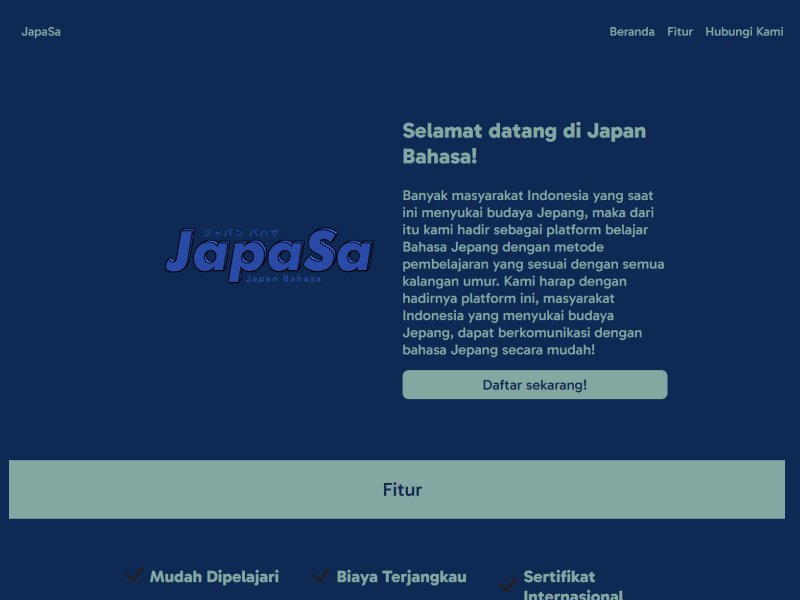 JapaSa
Beranda Fitur Hubungi Kami
Selamat datang di Japan
Bahasa!
Banyak masyarakat Indonesia yang saat
ini menyukai budaya Jepang, maka dari
itu kami hadir sebagai platform belajar
Bahasa Jepang dengan metode
pembelajaran yang sesuai dengan semua
kalangan umur. Kami harap dengan
hadirnya platform ini, masyarakat
Indonesia yang menyukai budaya
Jepang, dapat berkomunikasi dengan
bahasa Jepang secara mudah!
Daftar sekarang!
ジャパン バハサ
JapaSa
Japan Bahasa
Fitur
Mudah Dipelajari
Biaya Terjangkau
Sertifikat
Internasional